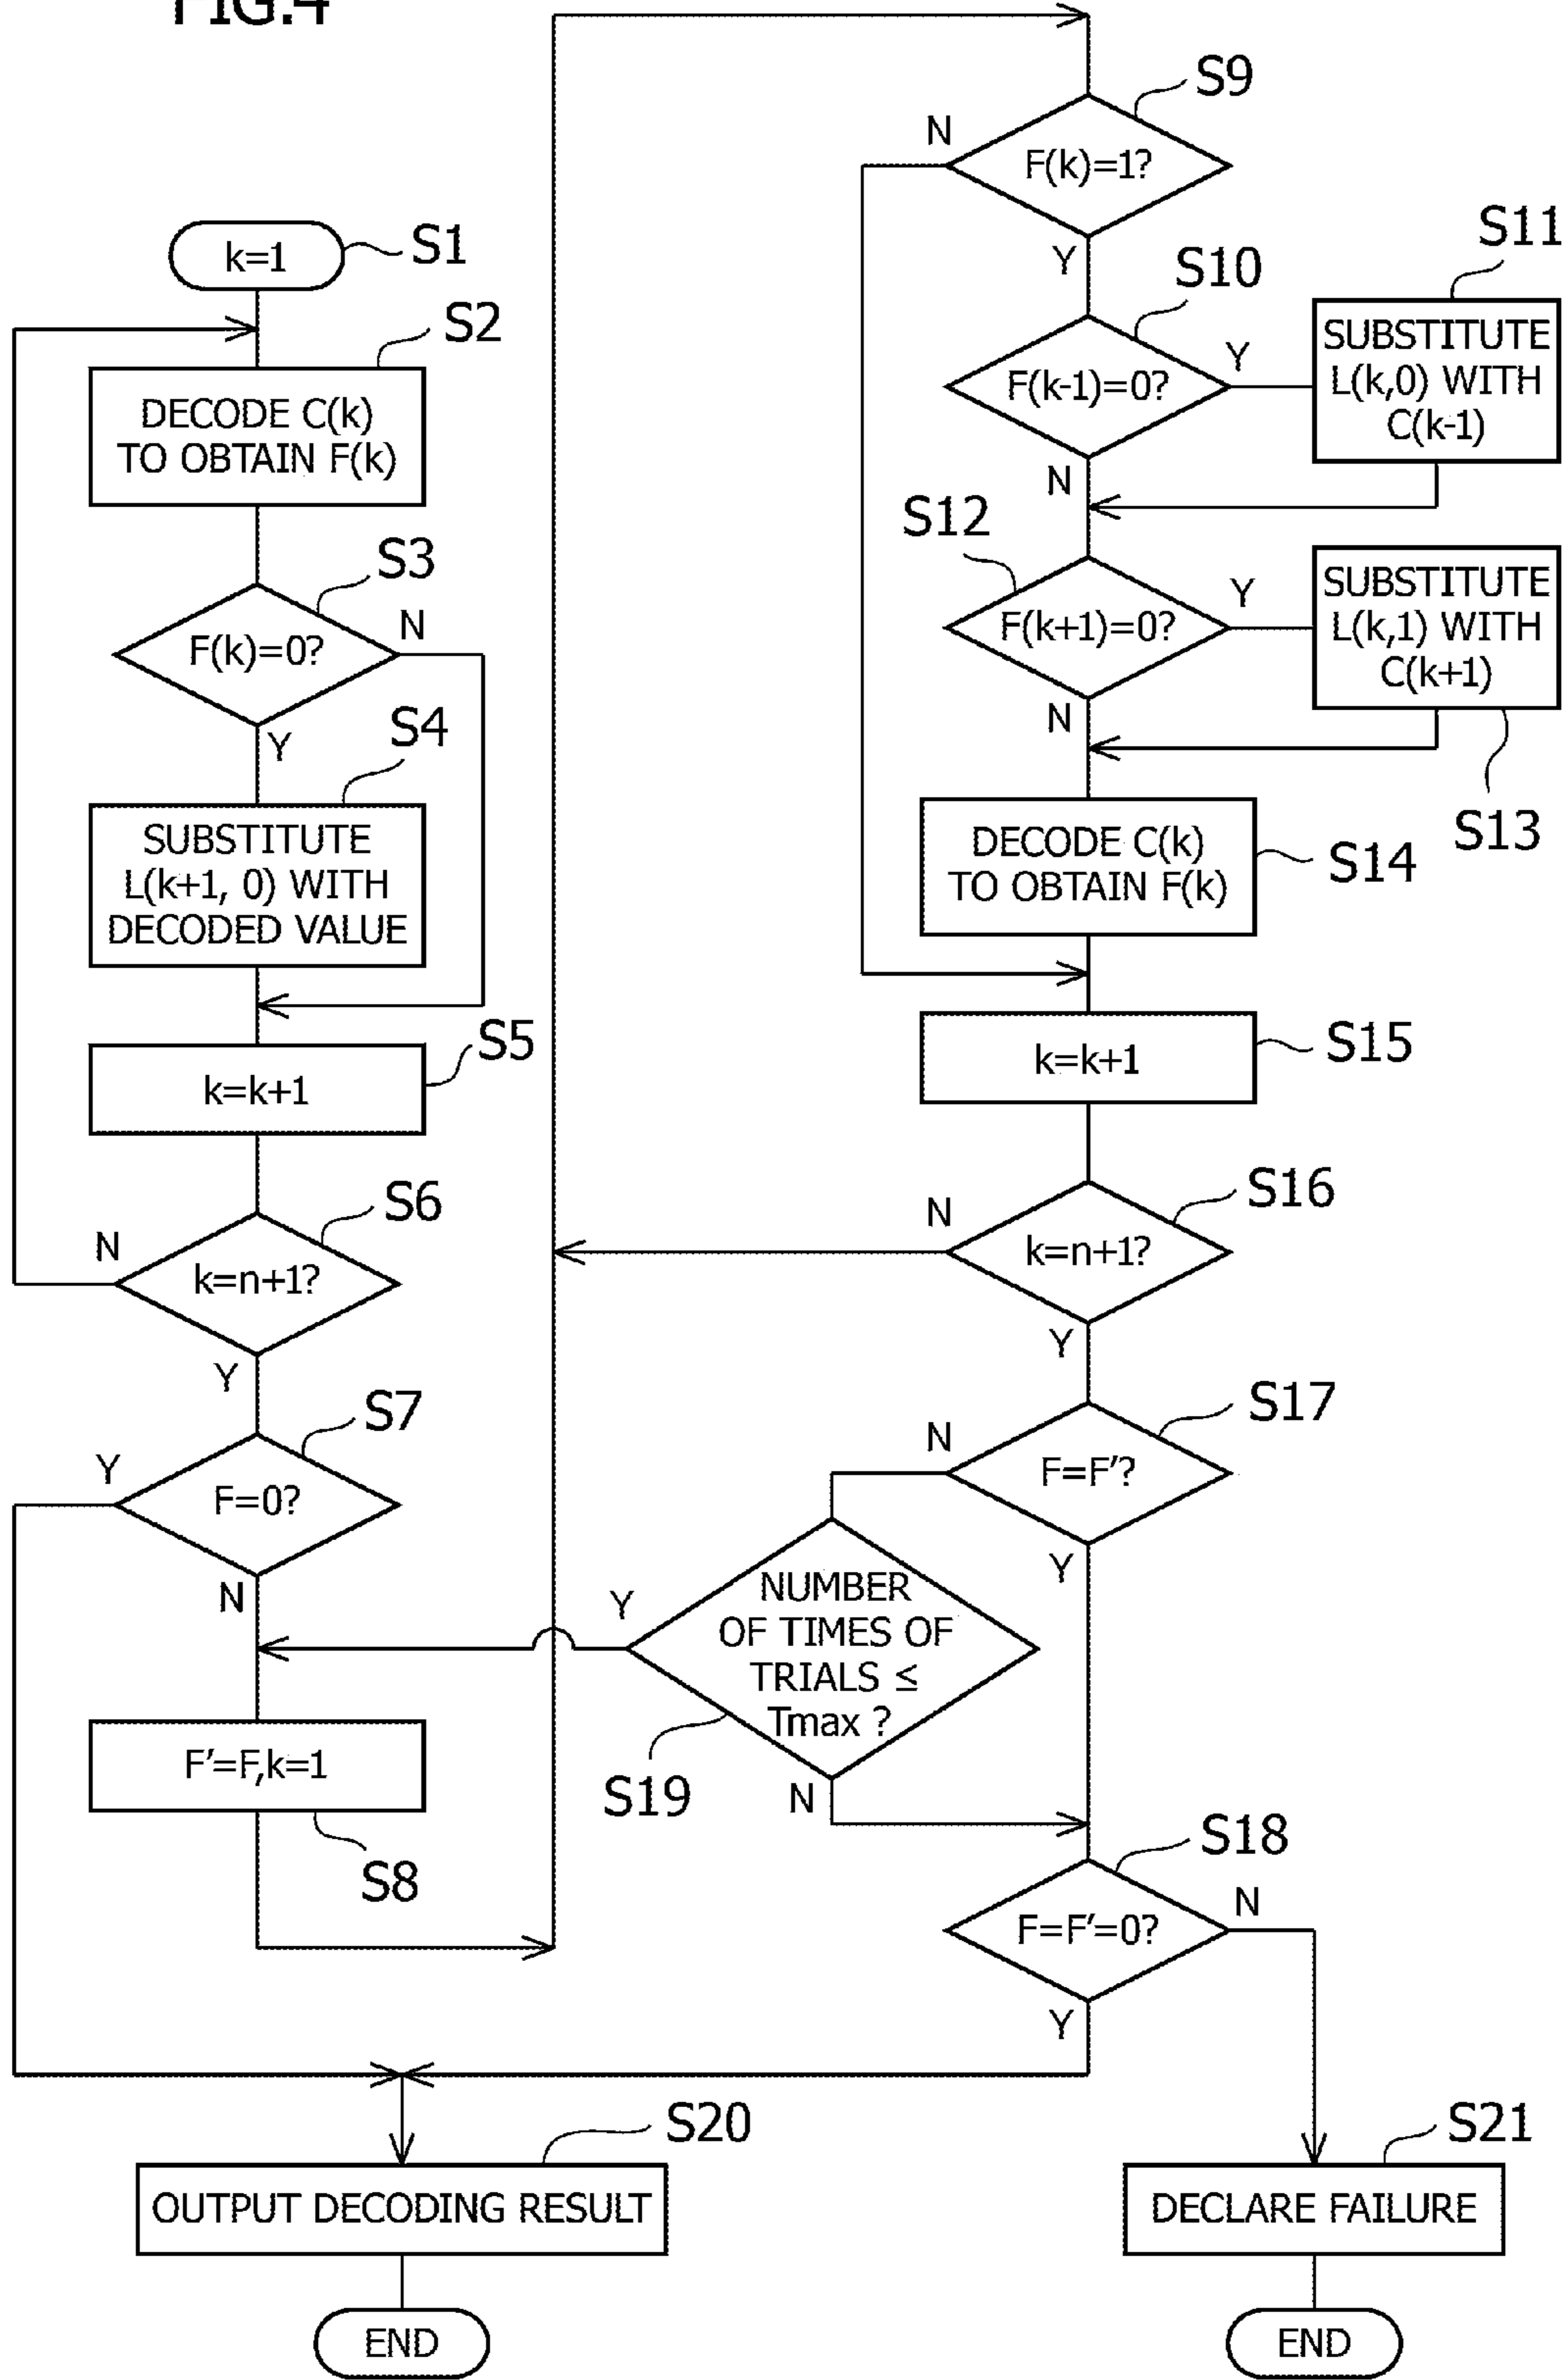 FIG.4
k=1
S1
S2
DECODE C(k)
TO OBTAIN F(k)
S3
F(k)=0?
N
Y
S4
SUBSTITUTE
L(k+1, 0) WITH
DECODED VALUE
S5
k=k+1
S6
N
k=n+1?
Y
S7
Y
F=0?
N
F'=F,k=1
S8
S9
N
F(k)=1?
Y
S10
F(k-1)=0?
Y
N
S11
SUBSTITUTE
L(k,0) WITH
C(k-1)
S12
F(k+1)=0?
Y
N
SUBSTITUTE
L(k,1) WITH
C(k+1)
S13
DECODE C(k)
TO OBTAIN F(k)
S14
k=k+1
S15
S16
N
k=n+1?
Y
S17
N
F=F'?
Y
Y
NUMBER
OF TIMES OF
TRIALS ≤
Tmax ?
S19
N
S18
F=F'=0?
N
Y
S20
OUTPUT DECODING RESULT
END
S21
DECLARE FAILURE
END